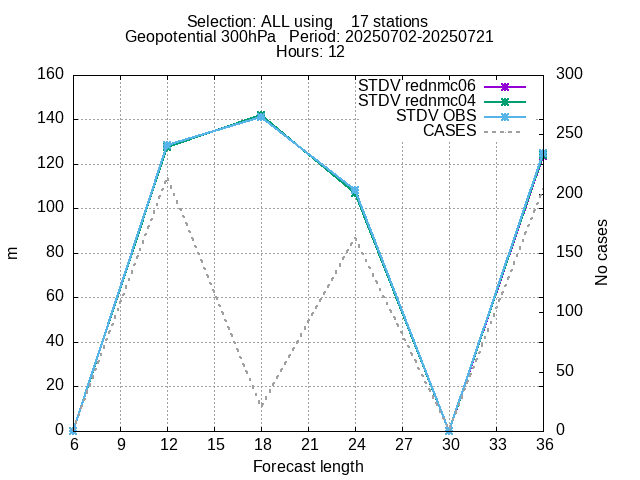 Selection: ALL using    17 stations
Geopotential 300hPa   Period: 20250702-20250721
Hours: 12
STDV rednmc06
STDV rednmc04
STDV OBS
CASES
160
140
120
100
80
60
40
20
0
m
300
250
200
150
100
50
0
No cases
6 9 12 15 18 21 24 27 30 33 36
Forecast length